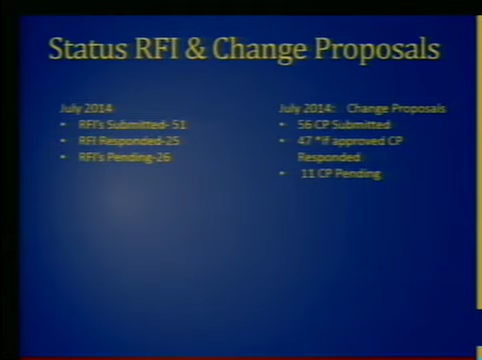 Status RFI & Change Proposals
July 2014
• RFI's Submitted- 51
• RFI Responded-25
• RFI's Pending-26
July 2014: Change Proposals
• 56 CP Submitted
• 47 *if approved CP
Responded
• 11 CP Pending